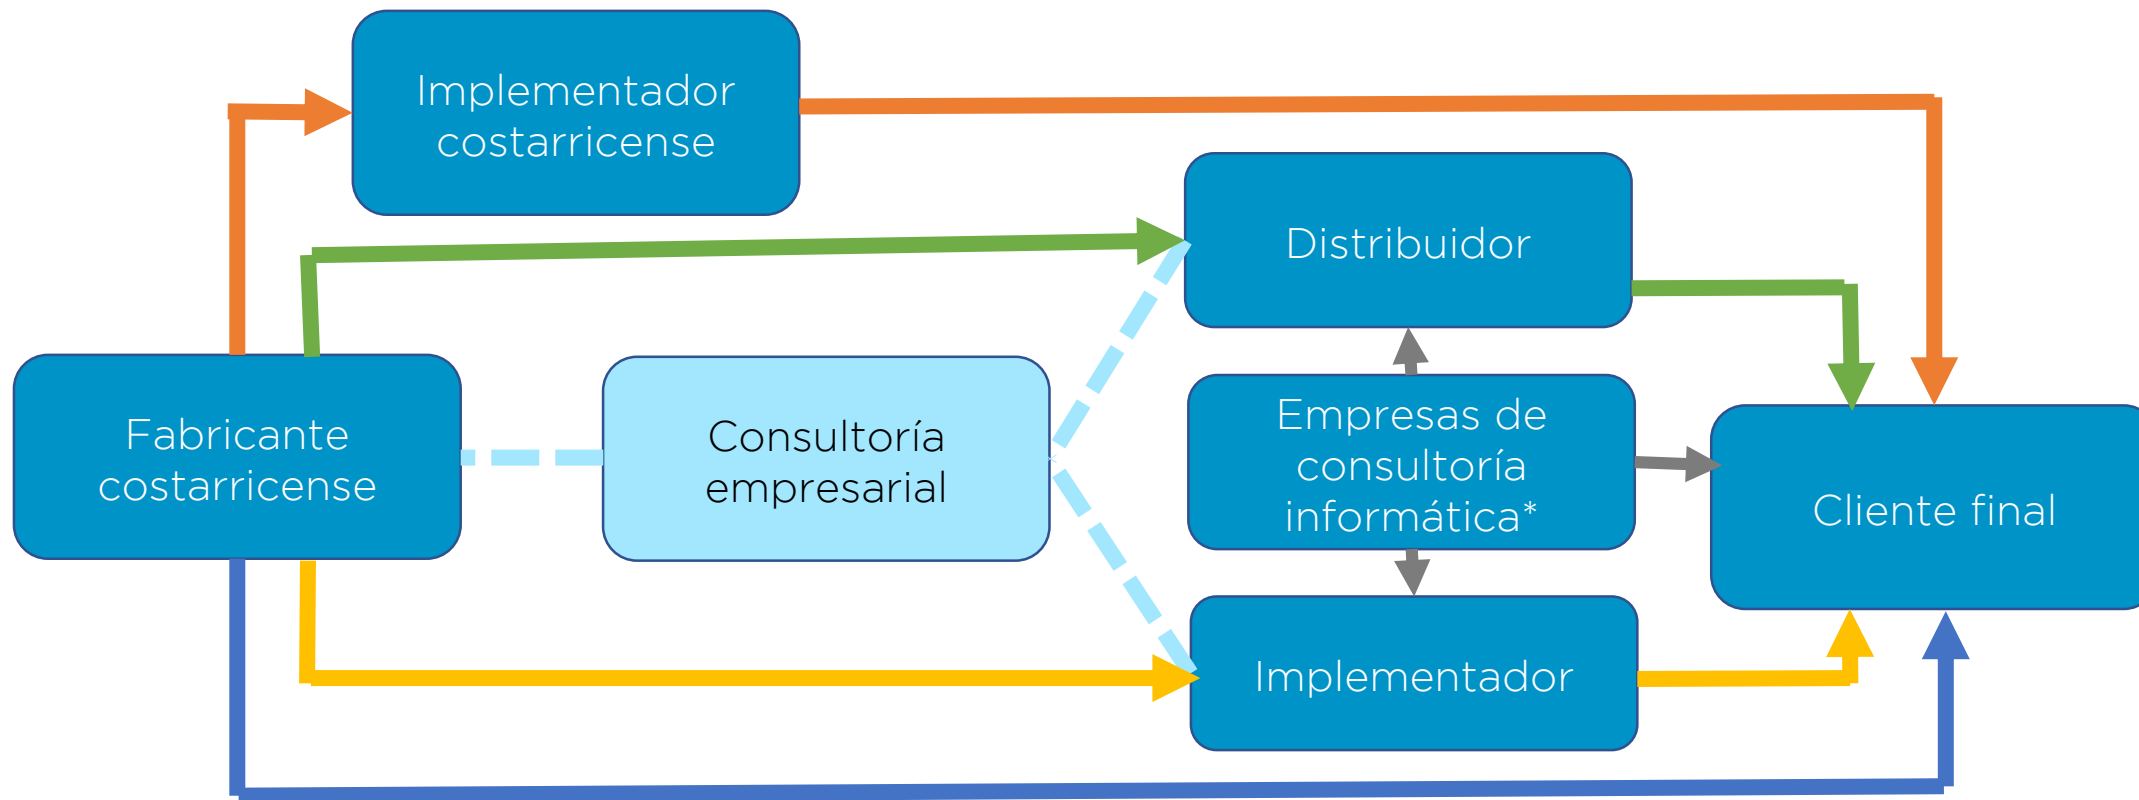 Implementador
costarricense
Distribuidor
Fabricante
costarricense
Consultoría
empresarial
Empresas de
consultoría
informática*
Cliente final
Implementador